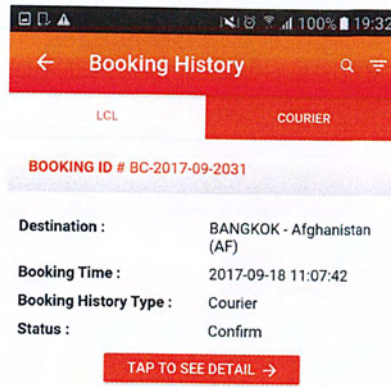 100% 19:32
Booking History
LCL COURIER
BOOKING ID # BC-2017-09-2031
Destination : BANGKOK - Afghanistan
(AF)
Booking Time : 2017-09-18 11:07:42
Booking History Type : Courier
Status : Confirm
TAP TO SEE DETAIL →